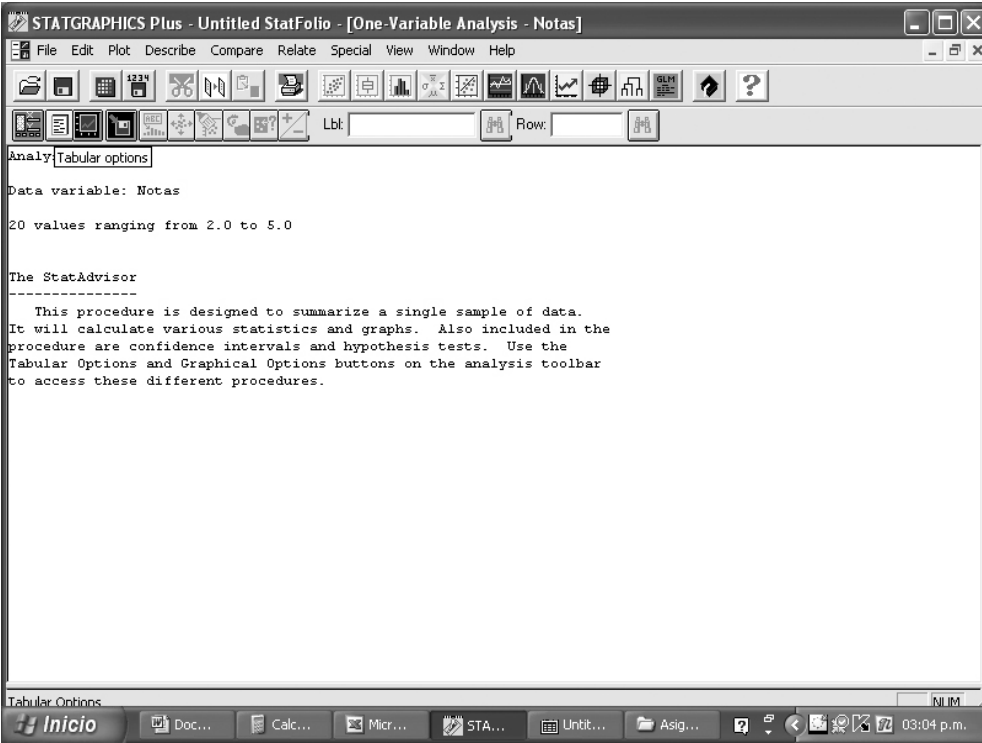 STATGRAPHICS Plus - Untitled StatFolio - [One-Variable Analysis - Notas]
File Edit Plot Describe Compare Relate Special View Window Help
1234
GLM
Lbl: Row:
Analy
Tabular options
Data variable: Notas
20 values ranging from 2.0 to 5.0
The StatAdvisor
---------------
This procedure is designed to summarize a single sample of data.
It will calculate various statistics and graphs. Also included in the
procedure are confidence intervals and hypothesis tests. Use the
Tabular Options and Graphical Options buttons on the analysis toolbar
to access these different procedures.
Tabular Options NUM
Inicio Doc... Calc... Micr... STA... Untit... Asig... 03:04 p.m.